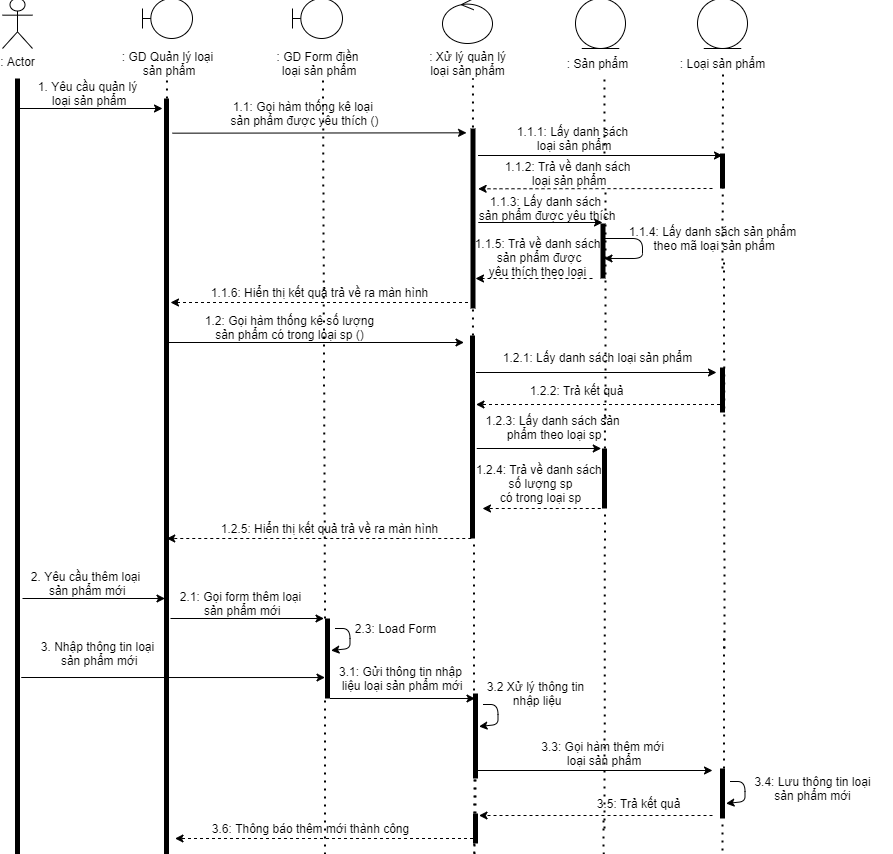 : Actor
: GD Quản lý loại
sản phẩm
: GD Form điền
loại sản phẩm
: Xử lý quản lý
loại sản phẩm
: Sản phẩm
: Loại sản phẩm
1. Yêu cầu quản lý
loại sản phẩm
1.1: Gọi hàm thống kê loại
sản phẩm được yêu thích ()
1.1.1: Lấy danh sách
loại sản phẩm
1.1.2: Trả về danh sách
loại sản phẩm
1.1.3: Lấy danh sách
sản phẩm được yêu thích
1.1.4: Lấy danh sách sản phẩm
theo mã loại sản phẩm
1.1.5: Trả về danh sách
sản phẩm được
yêu thích theo loại
1.1.6: Hiển thị kết quả trả về ra màn hình
1.2: Gọi hàm thống kê số lượng
sản phẩm có trong loại sp ()
1.2.1: Lấy danh sách loại sản phẩm
1.2.2: Trả kết quả
1.2.3: Lấy danh sách sản
phẩm theo loại sp
1.2.4: Trả về danh sách
số lượng sp
có trong loại sp
1.2.5: Hiển thị kết quả trả về ra màn hình
2. Yêu cầu thêm loại
sản phẩm mới
2.1: Gọi form thêm loại
sản phẩm mới
2.3: Load Form
3. Nhập thông tin loại
sản phẩm mới
3.1: Gửi thông tin nhập
liệu loại sản phẩm mới
3.2 Xử lý thông tin
nhập liệu
3.3: Gọi hàm thêm mới
loại sản phẩm
3.4: Lưu thông tin loại
sản phẩm mới
3.5: Trả kết quả
3.6: Thông báo thêm mới thành công